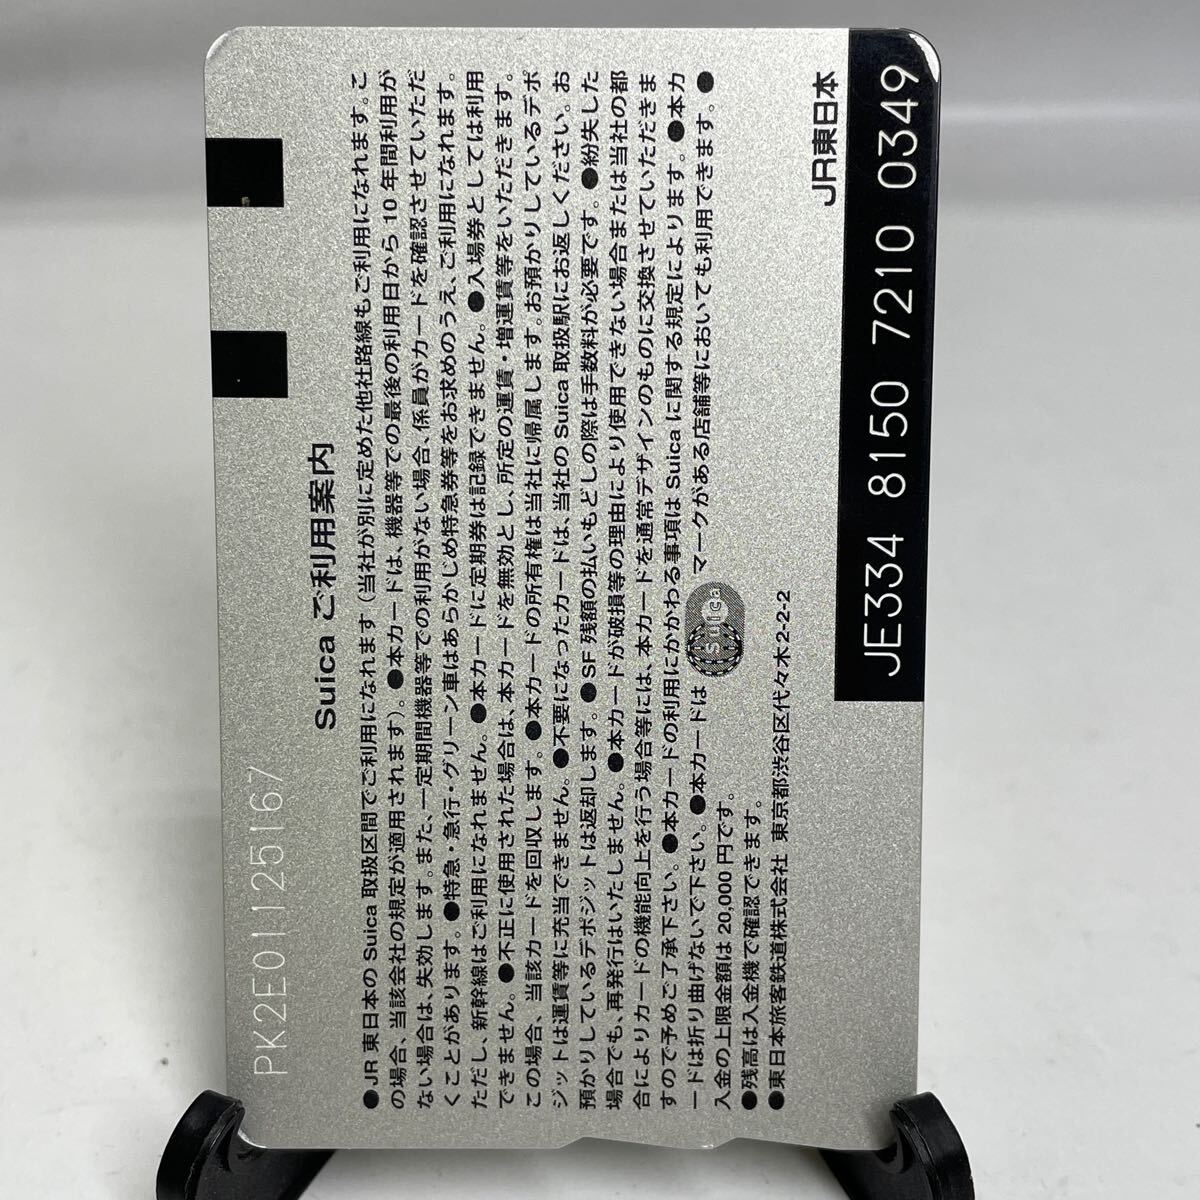 PK2E01125167
Suica ご利用案内
●JR 東日本の Suica 取扱区間でご利用になれます(当社が別に定めた他社路線もご利用になれます。こ
の場合、当該会社の規定が適用されます)。●本カードは、機器等での最後の利用日から 10 年間利用が
ない場合は、失効します。また、一定期間機器等での利用がない場合、係員がカードを確認させていただ
くことがあります。●特急・急行・グリーン車はあらかじめ特急券等をお求めのうえ、ご利用になれます。
ただし、新幹線はご利用になれません。●本カードに定期券は記録できません。●入場券としては利用
できません。●不正に使用された場合は、本カードを無効とし、所定の運賃・増運賃等をいただきます。
この場合、当該カードを回収します。●本カードの所有権は当社に帰属します。お預かりしているデポ
ジットは運賃等に充当できません。●不要になったカードは、当社の Suica 取扱駅にお返しください。お
預かりしているデポジットは返却します。●SF 残額の払いもどしの際は手数料が必要です。●紛失した
場合でも、再発行はいたしません。●本カードが破損等の理由により使用できない場合または当社の都
合によりカードの機能向上を行う場合等には、本カードを通常デザインのものに交換させていただきま
すので予めご了承下さい。●本カードの利用にかかわる事項は Suica に関する規定によります。●本カ
ードは折り曲げないで下さい。●本カードは Suica マークがある店舗等においても利用できます。●
入金の上限金額は 20,000 円です。
●残高は入金機で確認できます。
●東日本旅客鉄道株式会社 東京都渋谷区代々木2-2-2
JR東日本
JE334 8150 7210 0349